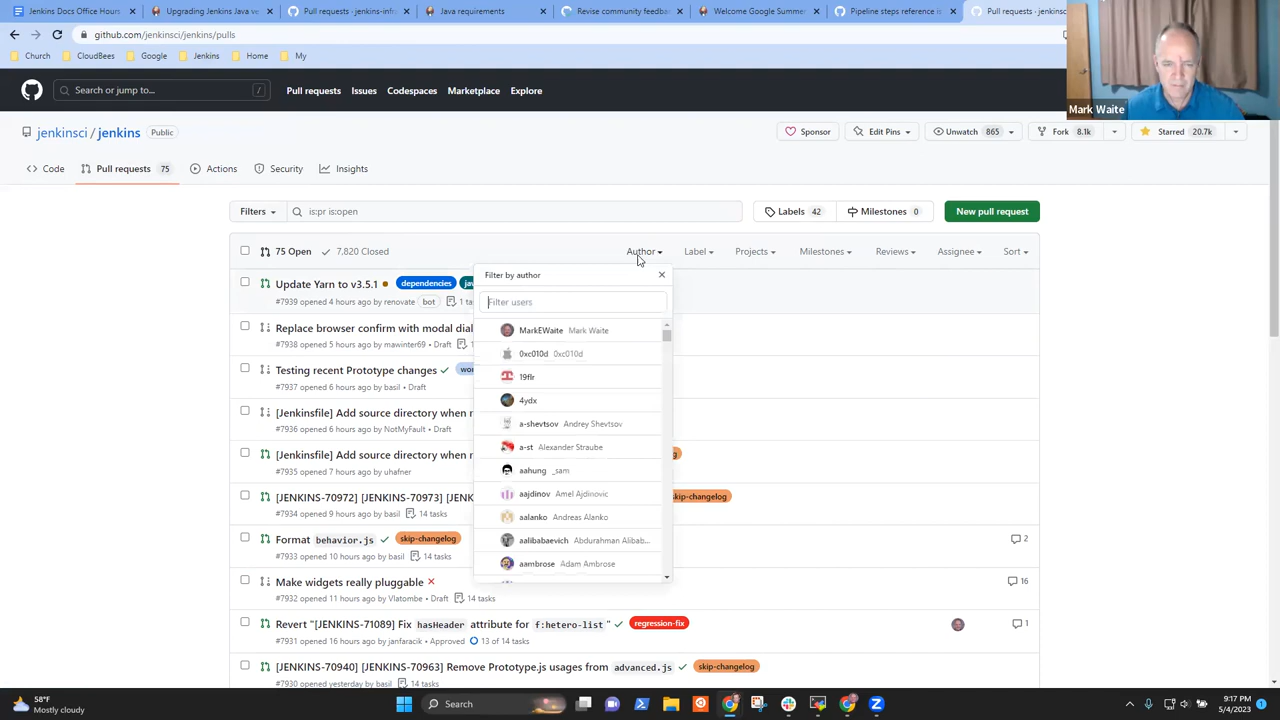 Jenkins Docs Office Hours
Upgrading Jenkins Java ve
Pull requests · jenkins-infra
Java requirements
Revise community feedba
Welcome Google Summer
Pipeline steps reference is
Pull requests · jenkinsc
github.com/jenkinsci/jenkins/pulls
Church
CloudBees
Google
Jenkins
Home
My
Mark Waite
Search or jump to...
/
Pull requests
Issues
Codespaces
Marketplace
Explore
jenkinsci / jenkins
Public
Sponsor
Edit Pins
Unwatch 865
Fork 8.1k
Starred 20.7k
Code
Pull requests 75
Actions
Security
Insights
Filters
is:pr is:open
Labels 42
Milestones 0
New pull request
75 Open
7,820 Closed
Author
Label
Projects
Milestones
Reviews
Assignee
Sort
Filter by author
Filter users
MarkEWaite Mark Waite
0xc010d 0xc010d
19flr
4ydx
a-shevtsov Andrey Shevtsov
a-st Alexander Straube
aahung _sam
aajdinov Amel Ajdinovic
aalanko Andreas Alanko
aalibabaevich Abdurahman Alibab...
aambrose Adam Ambrose
Update Yarn to v3.5.1
dependencies
#7939 opened 4 hours ago by renovate bot
Replace browser confirm with modal dial
#7938 opened 5 hours ago by mawinter69 • Draft
Testing recent Prototype changes
#7937 opened 6 hours ago by basil • Draft
[Jenkinsfile] Add source directory when r
#7936 opened 6 hours ago by NotMyFault • Draft
[Jenkinsfile] Add source directory when r
#7935 opened 7 hours ago by uhafner
[JENKINS-70972] [JENKINS-70973] [JENK
skip-changelog
#7934 opened 9 hours ago by basil 14 tasks
Format behavior.js
skip-changelog
2
#7933 opened 10 hours ago by basil 14 tasks
Make widgets really pluggable
16
#7932 opened 11 hours ago by Vlatombe • Draft 14 tasks
Revert "[JENKINS-71089] Fix hasHeader attribute for f:hetero-list "
regression-fix
1
#7931 opened 16 hours ago by janfaracik • Approved 13 of 14 tasks
[JENKINS-70940] [JENKINS-70963] Remove Prototype.js usages from advanced.js
skip-changelog
#7930 opened yesterday by basil 14 tasks
58°F
Mostly cloudy
Search
9:17 PM
5/4/2023